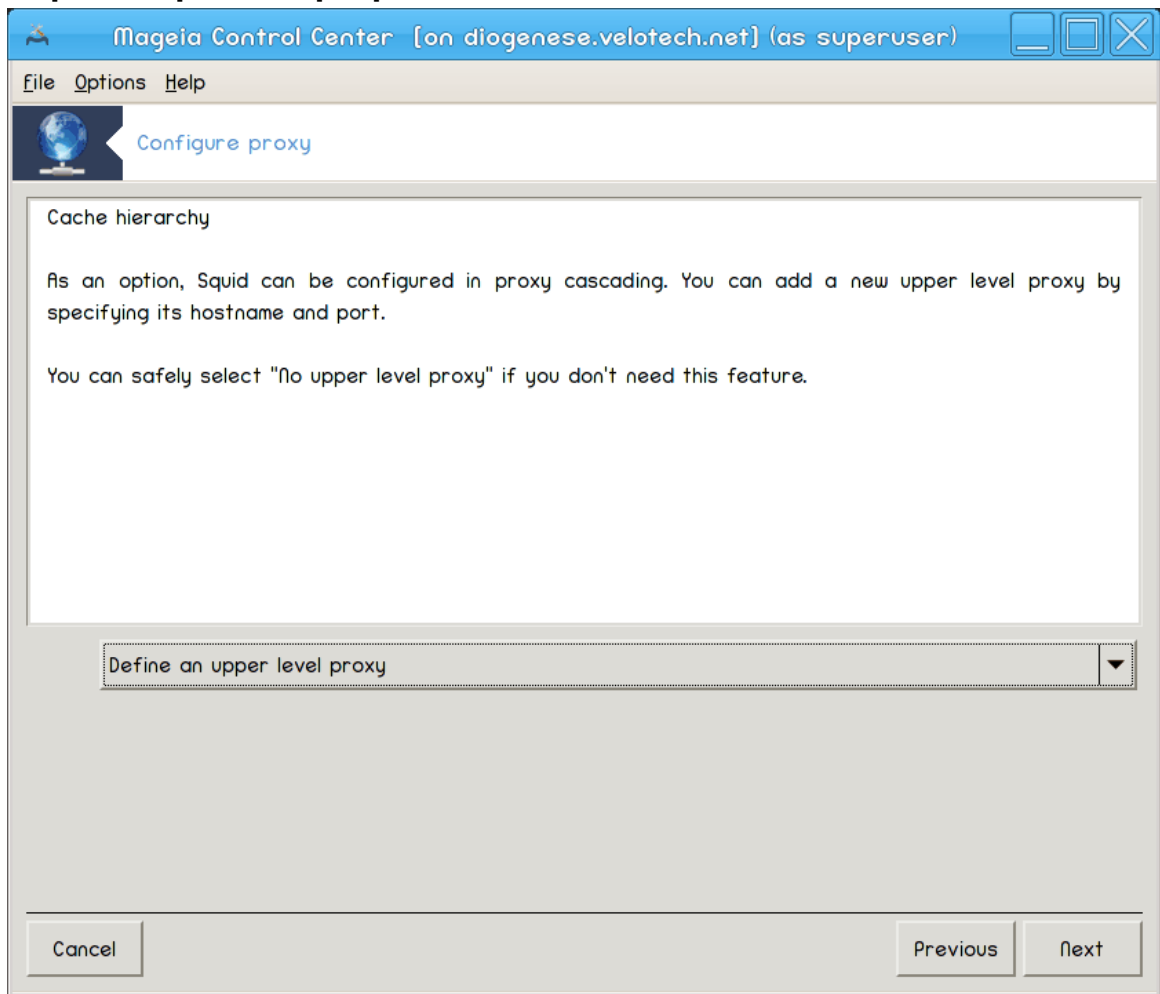 Mageia Control Center [on diogenese.velotech.net] (as superuser)
File Options Help
Configure proxy
Cache hierarchy
As an option, Squid can be configured in proxy cascading. You can add a new upper level proxy by
specifying its hostname and port.
You can safely select "No upper level proxy" if you don't need this feature.
Define an upper level proxy
Cancel Previous Next